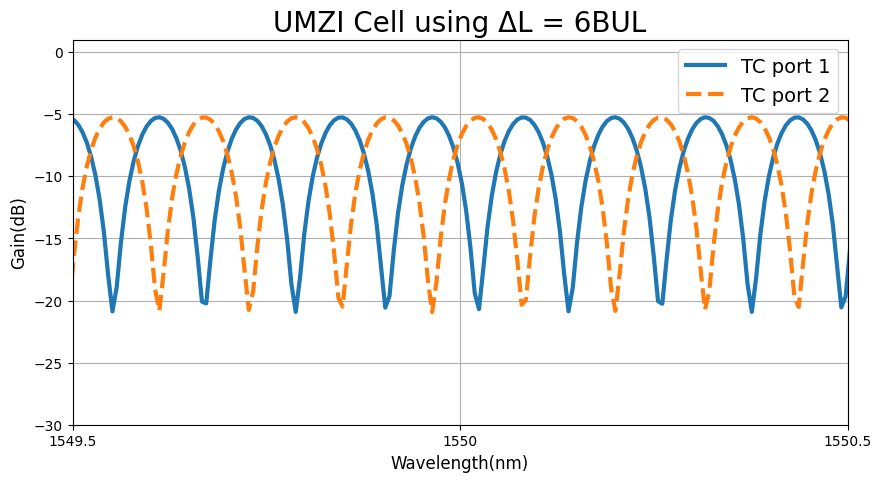 UMZI Cell using ΔL = 6BUL
TC port 1
TC port 2
Gain(dB)
0
−5
−10
−15
−20
−25
−30
1549.5
1550
1550.5
Wavelength(nm)